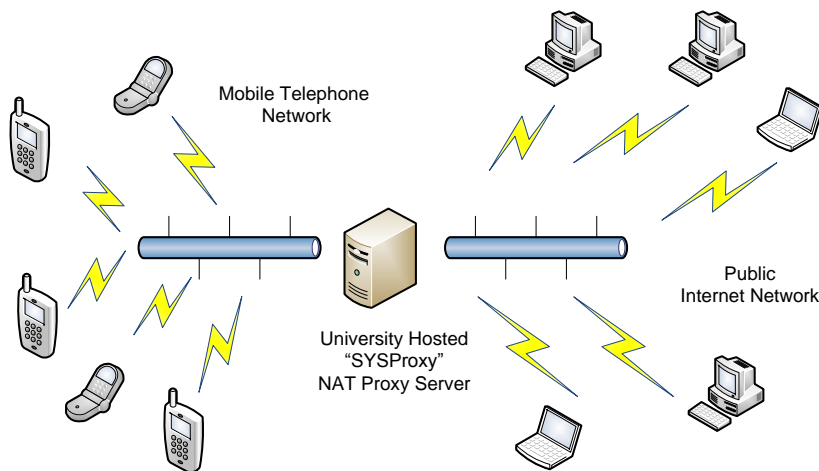 Mobile Telephone
Network
Public
Internet Network
University Hosted
“SYSProxy”
NAT Proxy Server